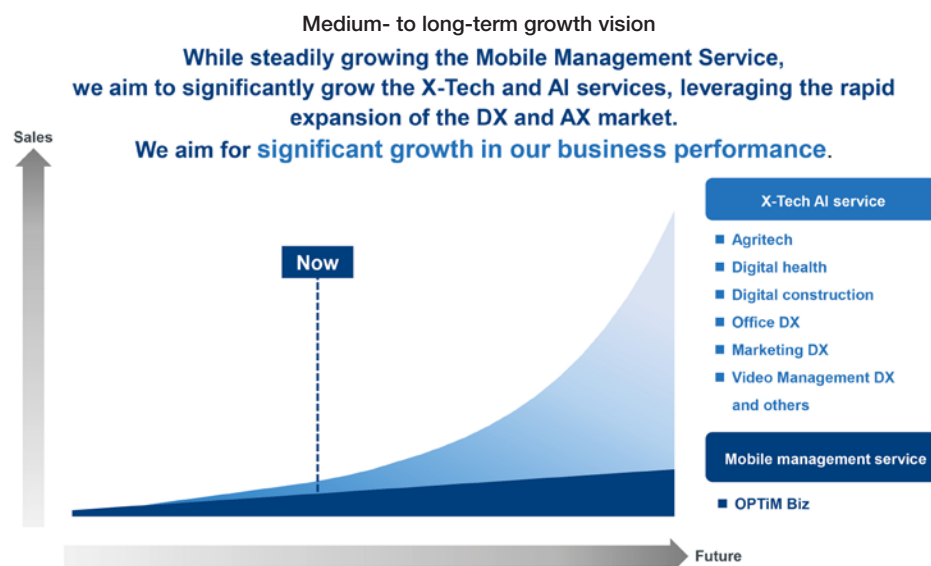 Medium- to long-term growth vision
While steadily growing the Mobile Management Service,
we aim to significantly grow the X-Tech and AI services, leveraging the rapid
expansion of the DX and AX market.
We aim for significant growth in our business performance.
Sales
Now
X-Tech AI service
■ Agritech
■ Digital health
■ Digital construction
■ Office DX
■ Marketing DX
■ Video Management DX
and others
Mobile management service
■ OPTiM Biz
Future